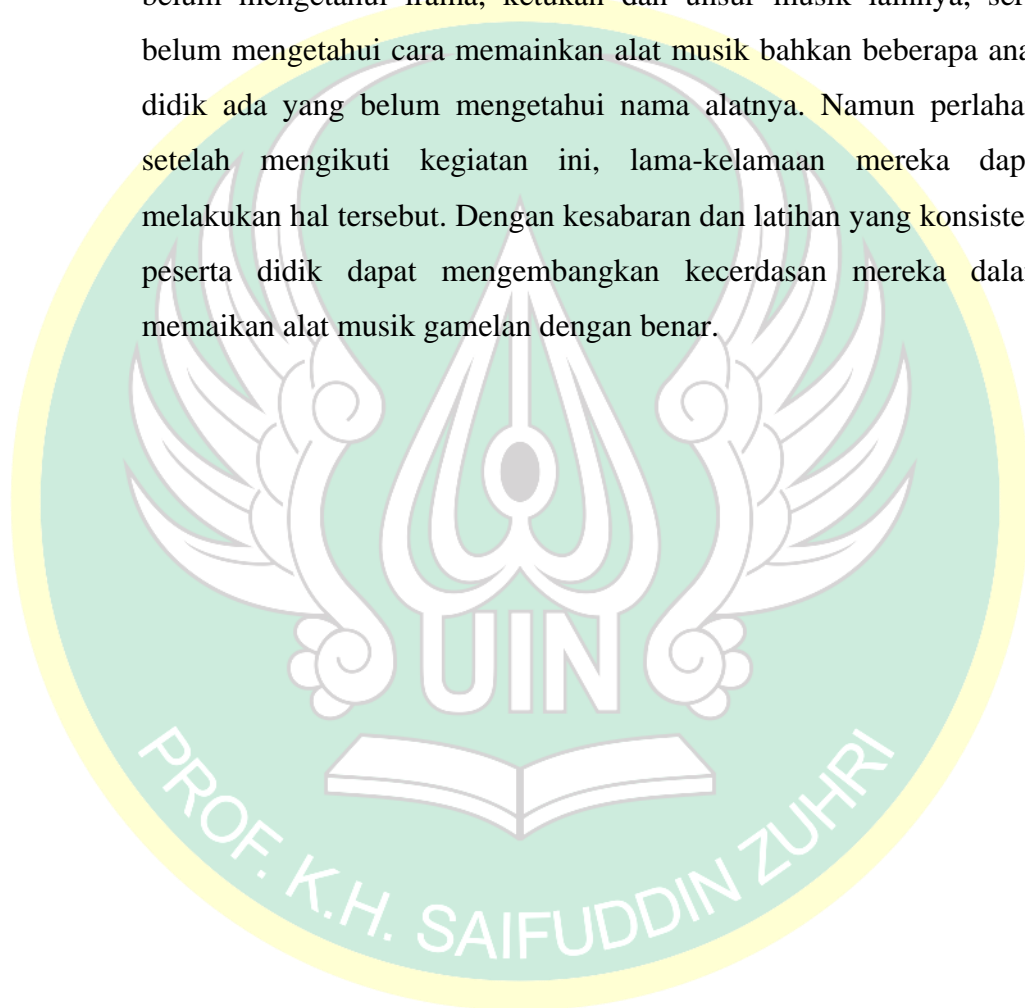 belum mengetahui irama, ketukan dan unsur musik lainnya, ser
belum mengetahui cara memainkan alat musik bahkan beberapa ana
didik ada yang belum mengetahui nama alatnya. Namun perlaha
setelah mengikuti kegiatan ini, lama-kelamaan mereka dap
melakukan hal tersebut. Dengan kesabaran dan latihan yang konsiste
peserta didik dapat mengembangkan kecerdasan mereka dala
memaikan alat musik gamelan dengan benar.
UIN
PROF. K.H. SAIFUDDIN ZUHRI